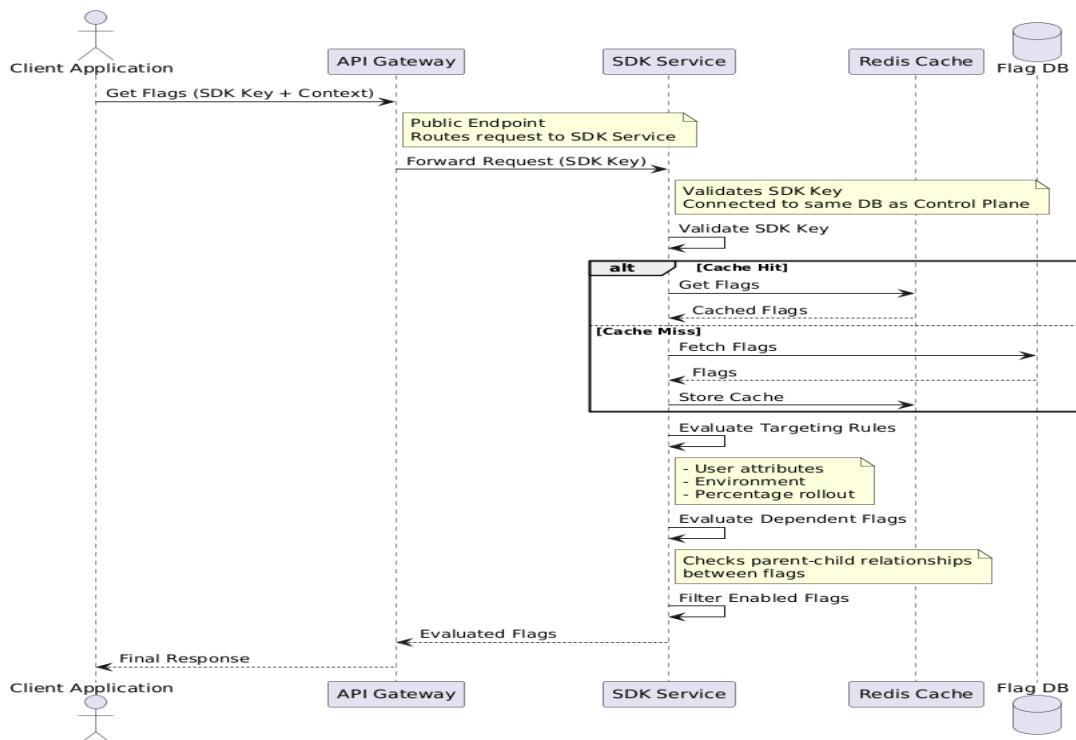 Client Application
API Gateway
SDK Service
Redis Cache
Flag DB
Get Flags (SDK Key + Context)
Public Endpoint
Routes request to SDK Service
Forward Request (SDK Key)
Validates SDK Key
Connected to same DB as Control Plane
Validate SDK Key
alt
[Cache Hit]
Get Flags
Cached Flags
[Cache Miss]
Fetch Flags
Flags
Store Cache
Evaluate Targeting Rules
- User attributes
- Environment
- Percentage rollout
Evaluate Dependent Flags
Checks parent-child relationships
between flags
Filter Enabled Flags
Evaluated Flags
Final Response
Client Application
API Gateway
SDK Service
Redis Cache
Flag DB